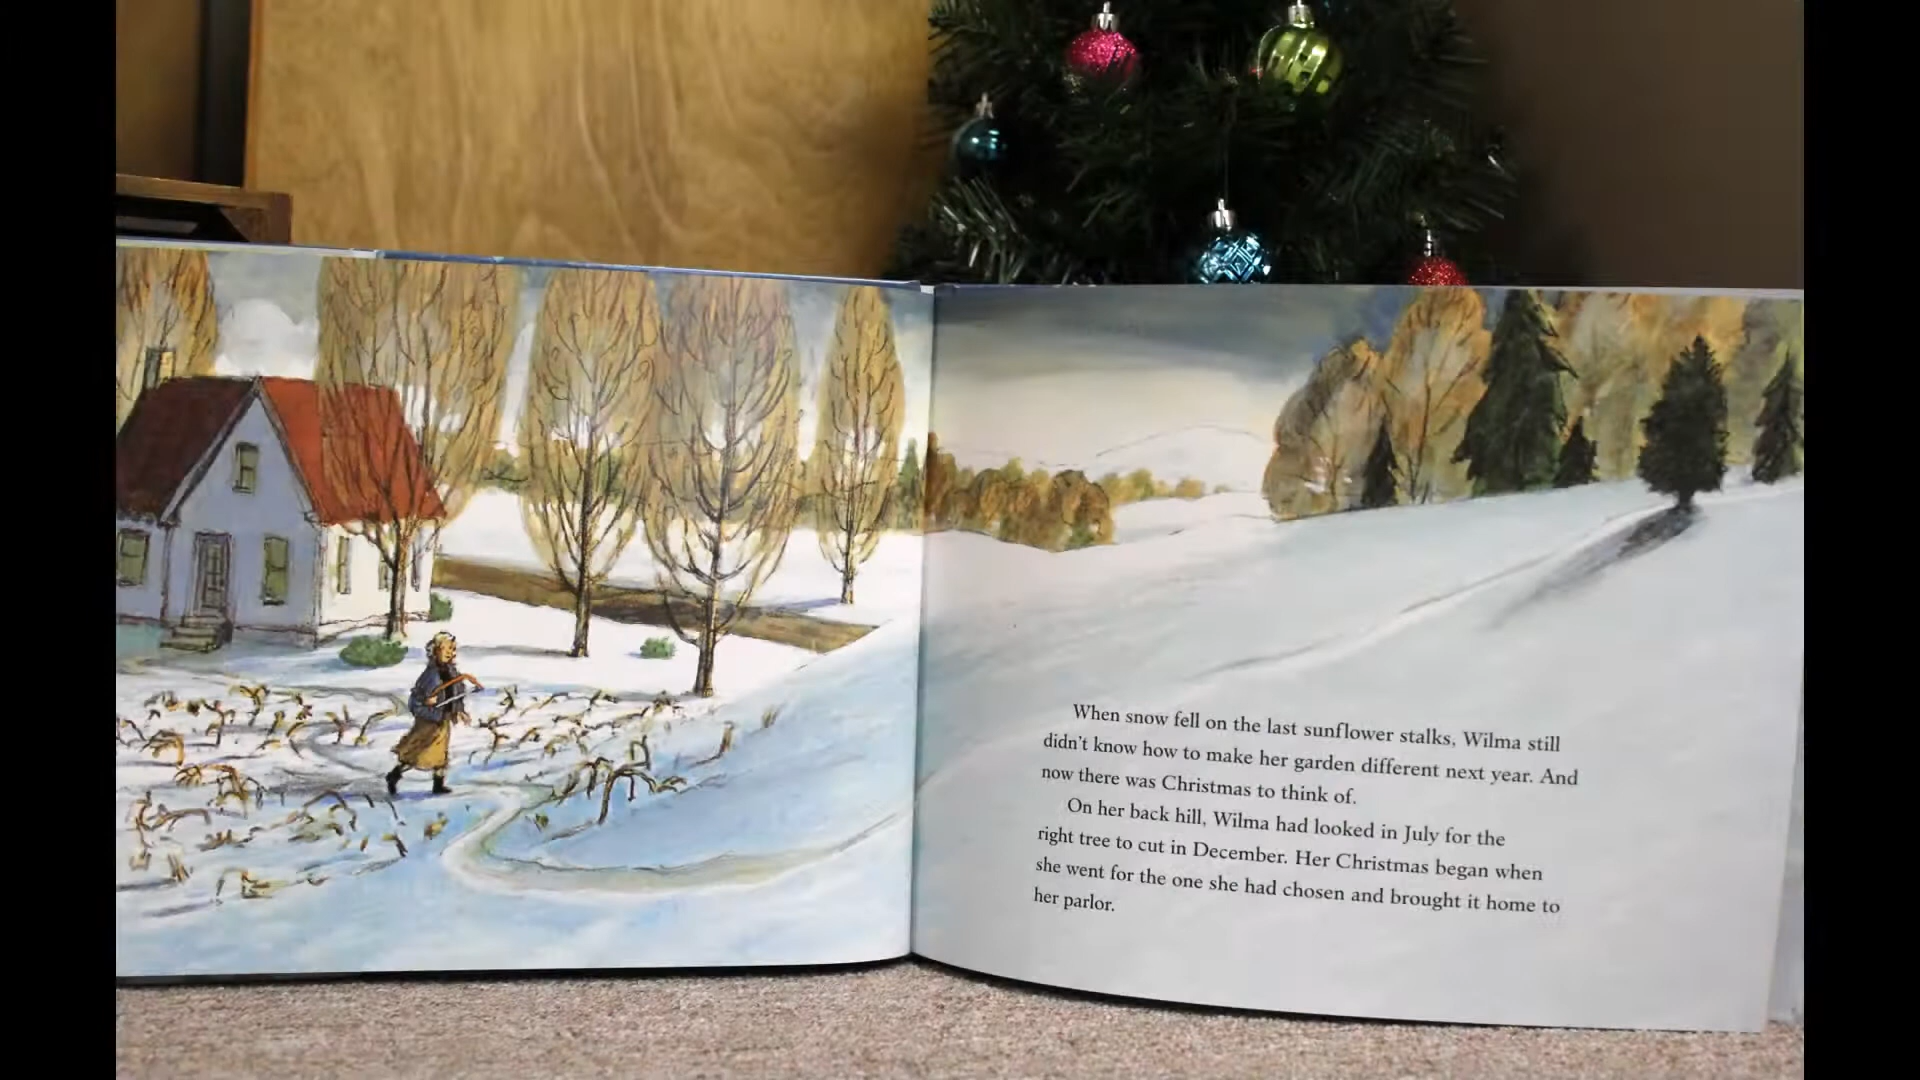 When snow fell on the last sunflower stalks, Wilma still
didn't know how to make her garden different next year. And
now there was Christmas to think of.
On her back hill, Wilma had looked in July for the
right tree to cut in December. Her Christmas began when
she went for the one she had chosen and brought it home to
her parlor.